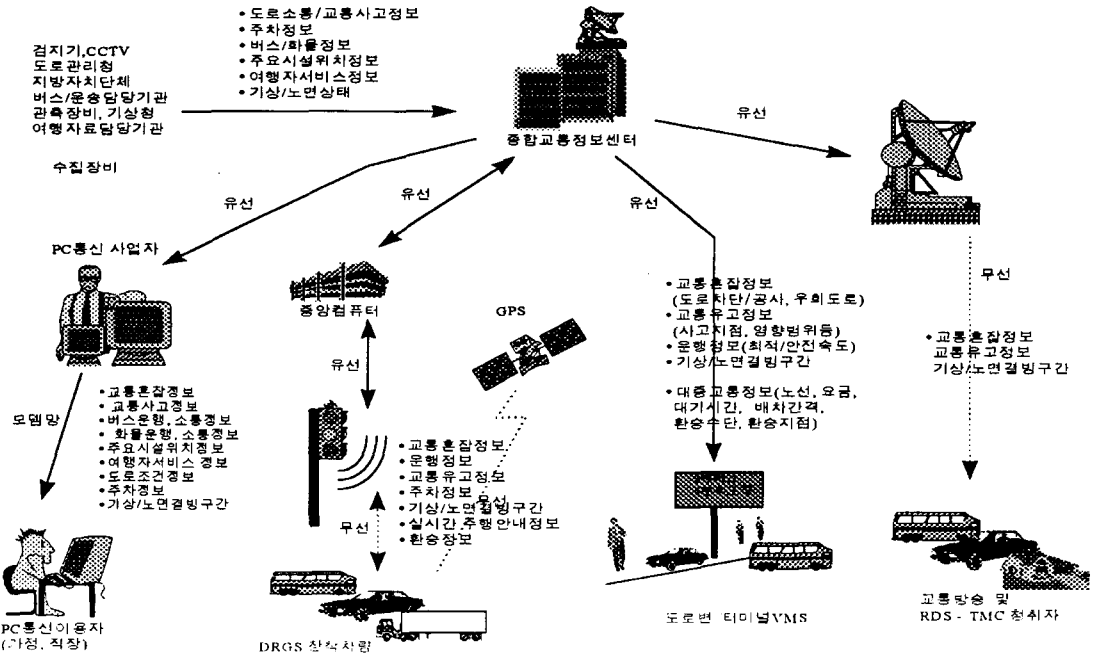 검지기,CCTV
도로관리청
지방자치단체
버스/운송담당기관
관측장비, 기상청
여행자료담당기관
수집장비
• 도로소통/교통사고정보
• 주차정보
• 버스/화물정보
• 주요시설위치정보
• 여행자서비스정보
• 기상/노면상태
종합교통정보센터
유선
유선
유선
유선
PC통신 사업자
중앙컴퓨터
GPS
유선
무선
모뎀망
• 교통혼잡정보
• 교통사고정보
• 버스운행, 소통정보
• 화물운행, 소통정보
• 주요시설위치정보
• 여행자서비스 정보
• 도로조건정보
• 주차정보
• 기상/노면결빙구간
• 교통혼잡정보
• 운행정보
• 교통유고정보
• 주차정보
무선
• 기상/노면결빙구간
• 실시간 주행안내정보
• 환승정보
무선
• 교통혼잡정보
(도로차단/공사, 우회도로)
• 교통유고정보
(사고지점, 영향범위등)
• 운행정보(최적/안전속도)
• 기상/노면결빙구간
• 대중교통정보(노선, 요금,
대기시간, 배차간격,
환승수단, 환승지점)
• 교통혼잡정보
교통유고정보
기상/노면결빙구간
PC통신이용자
(가정, 직장)
DRGS 장착차량
도로변 터미널VMS
교통방송 및
RDS - TMC 청취자